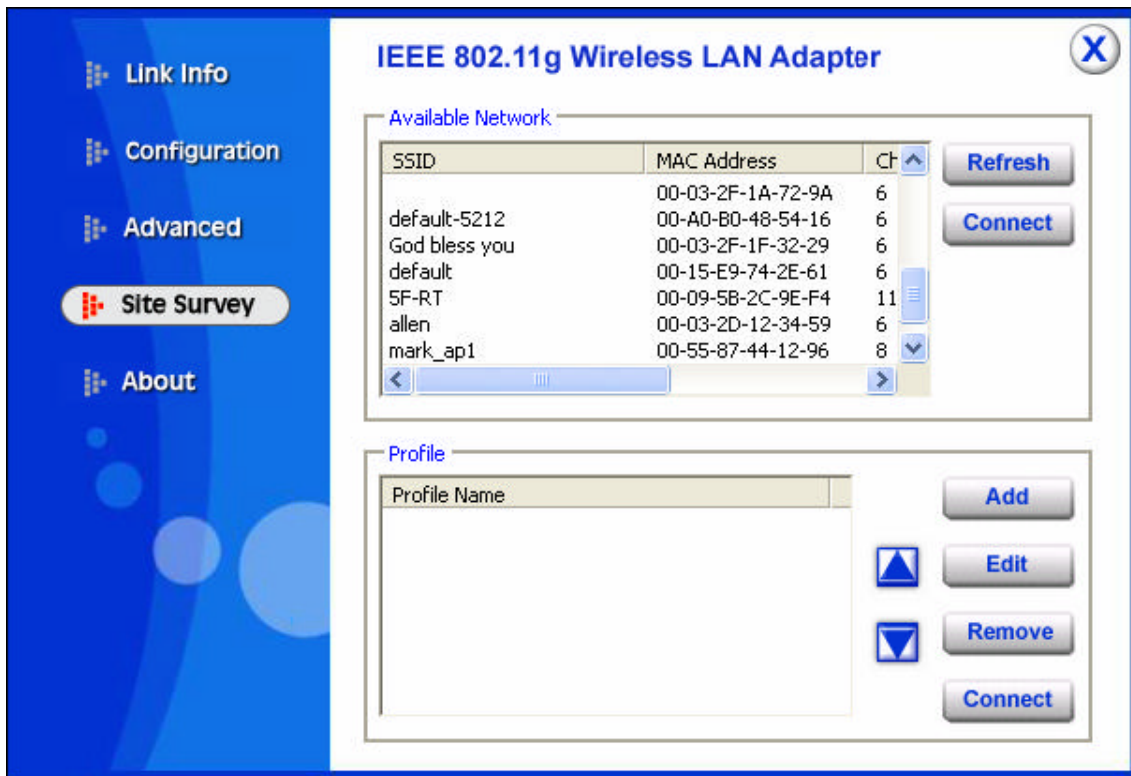 Link Info
Configuration
Advanced
Site Survey
About
IEEE 802.11g Wireless LAN Adapter
X
Available Network
SSID MAC Address Ch
00-03-2F-1A-72-9A 6
default-5212 00-A0-B0-48-54-16 6
God bless you 00-03-2F-1F-32-29 6
default 00-15-E9-74-2E-61 6
5F-RT 00-09-5B-2C-9E-F4 11
allen 00-03-2D-12-34-59 6
mark_ap1 00-55-87-44-12-96 8
Refresh
Connect
Profile
Profile Name
Add
Edit
Remove
Connect